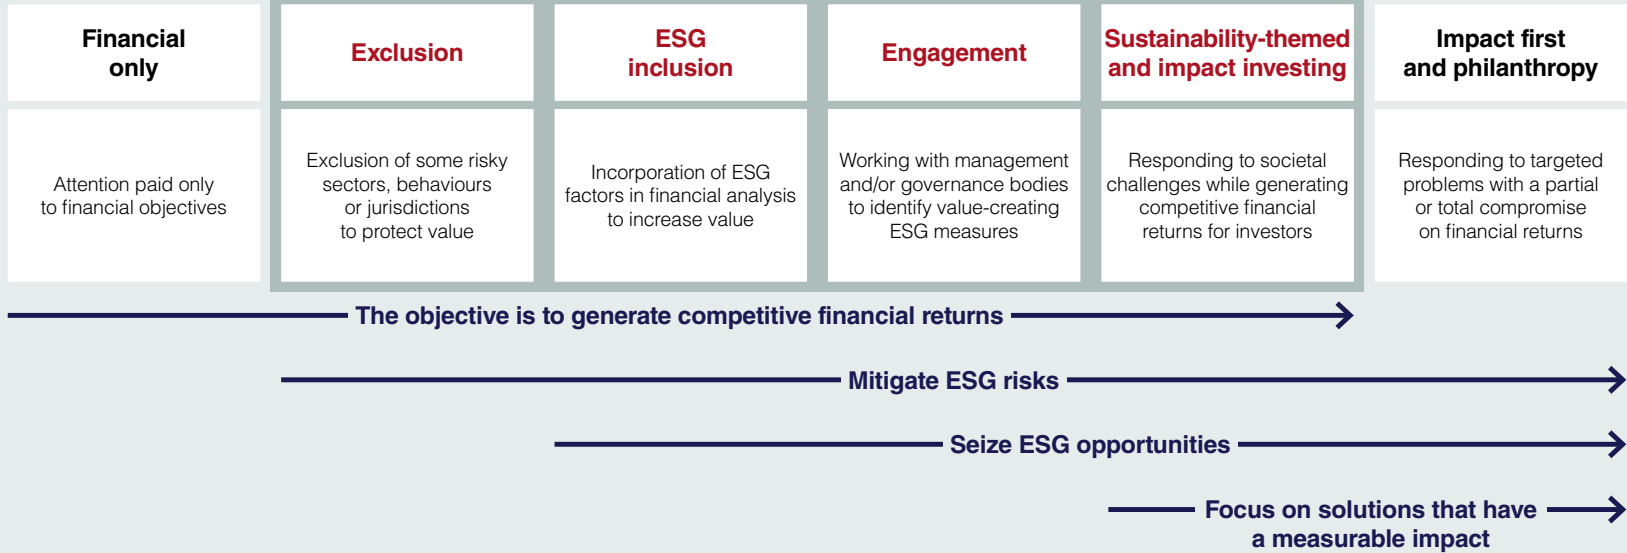 Financial
only
Exclusion
ESG
inclusion
Engagement
Sustainability-themed
and impact investing
Impact first
and philanthropy
Attention paid only
to financial objectives
Exclusion of some risky
sectors, behaviours
or jurisdictions
to protect value
Incorporation of ESG
factors in financial analysis
to increase value
Working with management
and/or governance bodies
to identify value-creating
ESG measures
Responding to societal
challenges while generating
competitive financial
returns for investors
Responding to targeted
problems with a partial
or total compromise
on financial returns
The objective is to generate competitive financial returns
Mitigate ESG risks
Seize ESG opportunities
Focus on solutions that have
a measurable impact